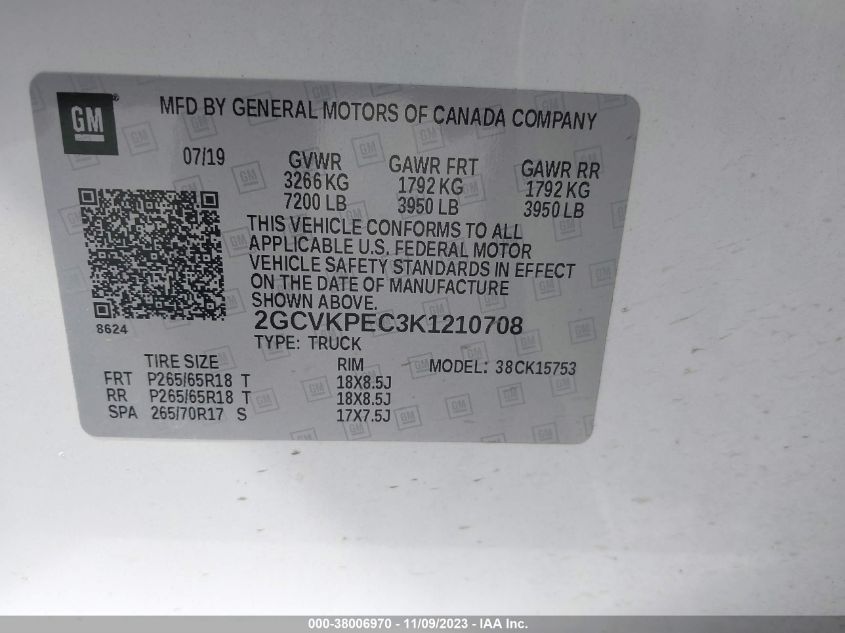 GM ®
MFD BY GENERAL MOTORS OF CANADA COMPANY
07/19 GVWR GAWR FRT GAWR RR
3266 KG 1792 KG 1792 KG
7200 LB 3950 LB 3950 LB
THIS VEHICLE CONFORMS TO ALL
APPLICABLE U.S. FEDERAL MOTOR
VEHICLE SAFETY STANDARDS IN EFFECT
ON THE DATE OF MANUFACTURE
SHOWN ABOVE.
8624
2GCVKPEC3K1210708
TYPE: TRUCK
TIRE SIZE RIM MODEL: 38CK15753
FRT P265/65R18 T 18X8.5J
RR P265/65R18 T 18X8.5J
SPA 265/70R17 S 17X7.5J
000-38006970 - 11/09/2023 - IAA Inc.